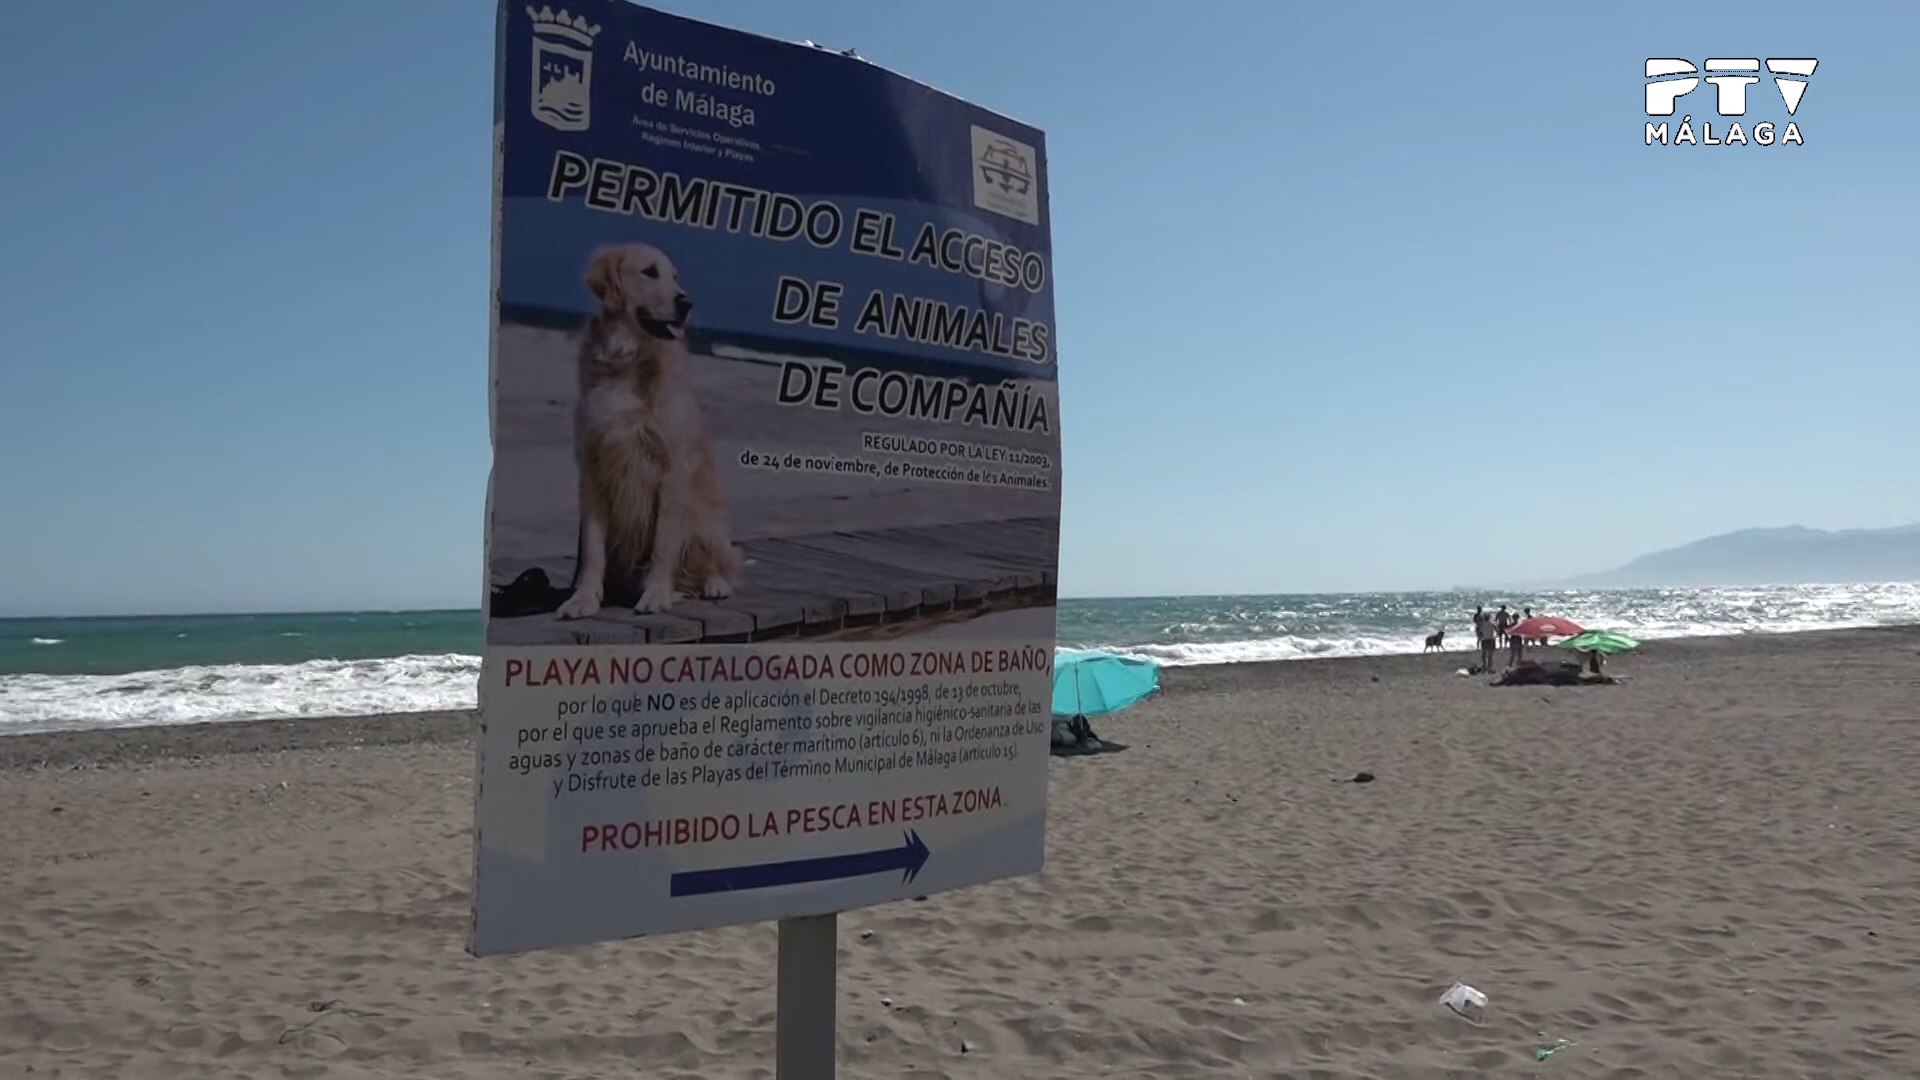 Ayuntamiento
de Málaga
Área de Servicios Operativos,
Régimen Interior y Playas
PERMITIDO EL ACCESO
DE ANIMALES
DE COMPAÑÍA
REGULADO POR LA LEY 11/2003,
de 24 de noviembre, de Protección de los Animales.
PLAYA NO CATALOGADA COMO ZONA DE BAÑO,
por lo que NO es de aplicación el Decreto 194/1998, de 13 de octubre,
por el que se aprueba el Reglamento sobre vigilancia higiénico-sanitaria de las
aguas y zonas de baño de carácter marítimo (artículo 6), ni la Ordenanza de Uso
y Disfrute de las Playas del Término Municipal de Málaga (artículo 15).
PROHIBIDO LA PESCA EN ESTA ZONA.
PTV
MÁLAGA